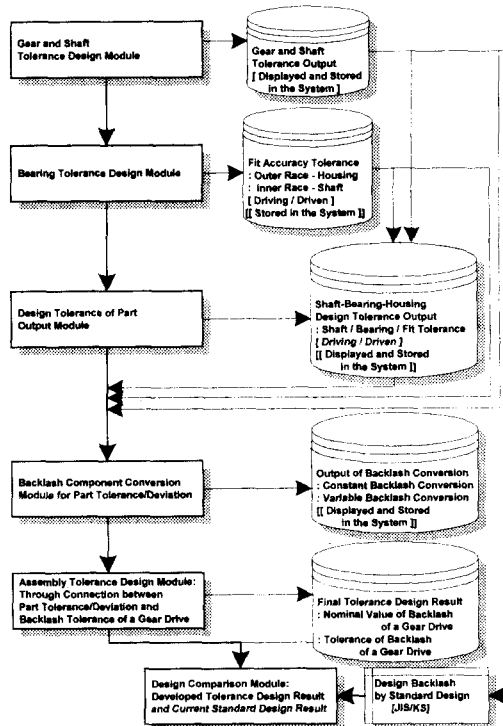 Gear and Shaft
Tolerance Design Module
Gear and Shaft
Tolerance Output
[ Displayed and Stored
in the System ]
Bearing Tolerance Design Module
Fit Accuracy Tolerance
: Outer Race - Housing
: Inner Race - Shaft
[ Driving / Driven ]
[[ Stored in the System ]]
Design Tolerance of Part
Output Module
Shaft-Bearing-Housing
Design Tolerance Output
: Shaft / Bearing / Fit Tolerance
[ Driving / Driven ]
[[ Displayed and Stored
in the System ]]
Backlash Component Conversion
Module for Part Tolerance/Deviation
Output of Backlash Conversion
: Constant Backlash Conversion
: Variable Backlash Conversion
[[ Displayed and Stored
in the System ]]
Assembly Tolerance Design Module:
Through Connection between
Part Tolerance/Deviation and
Backlash Tolerance of a Gear Drive
Final Tolerance Design Result
: Nominal Value of Backlash
of a Gear Drive
: Tolerance of Backlash
of a Gear Drive
Design Comparison Module:
Developed Tolerance Design Result
and Current Standard Design Result
Design Backlash
by Standard Design
[JIS/KS]